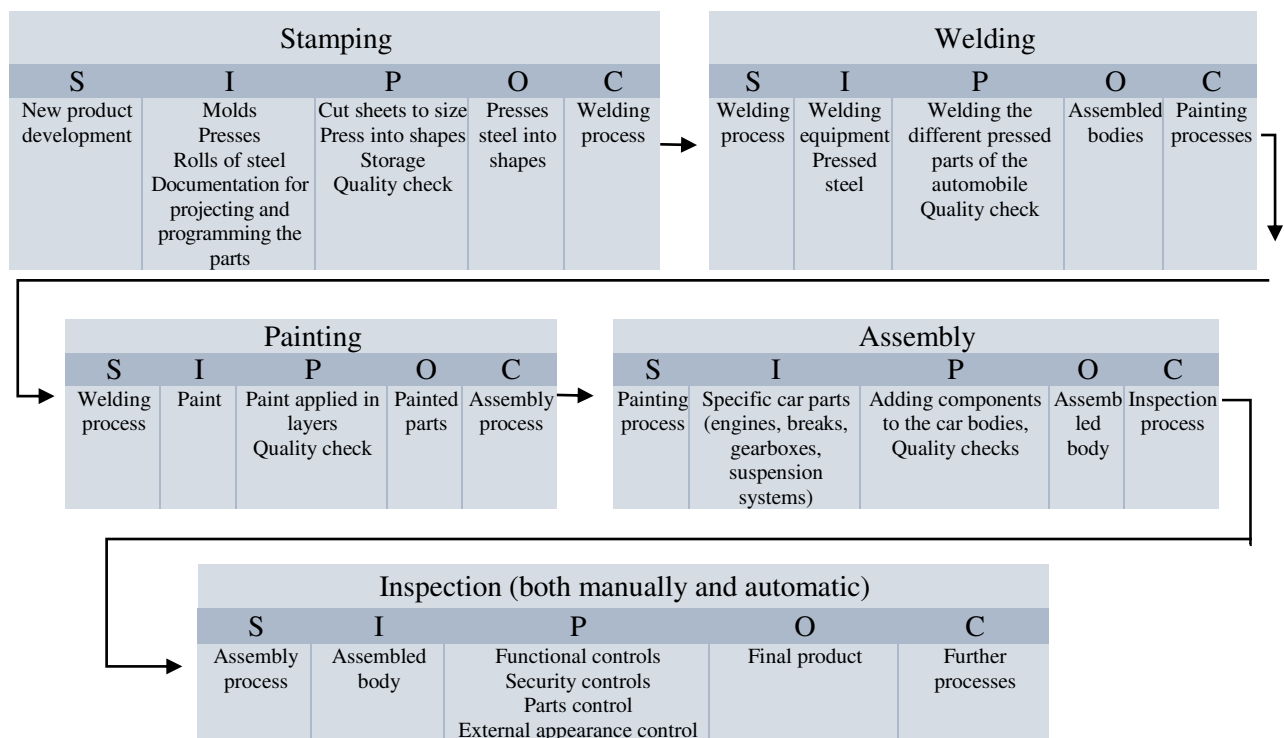 Stamping
S I P O C
New product
development
Molds
Presses
Rolls of steel
Documentation for
projecting and
programming the
parts
Cut sheets to size
Press into shapes
Storage
Quality check
Presses
steel into
shapes
Welding
process
Welding
S I P O C
Welding
process
Welding
equipment
Pressed
steel
Welding the
different pressed
parts of the
automobile
Quality check
Assembled
bodies
Painting
processes
Painting
S I P O C
Welding
process
Paint
Paint applied in
layers
Quality check
Painted
parts
Assembly
process
Assembly
S I P O C
Painting
process
Specific car parts
(engines, breaks,
gearboxes,
suspension
systems)
Adding components
to the car bodies,
Quality checks
Assemb
led
body
Inspection
process
Inspection (both manually and automatic)
S I P O C
Assembly
process
Assembled
body
Functional controls
Security controls
Parts control
External appearance control
Final product
Further
processes